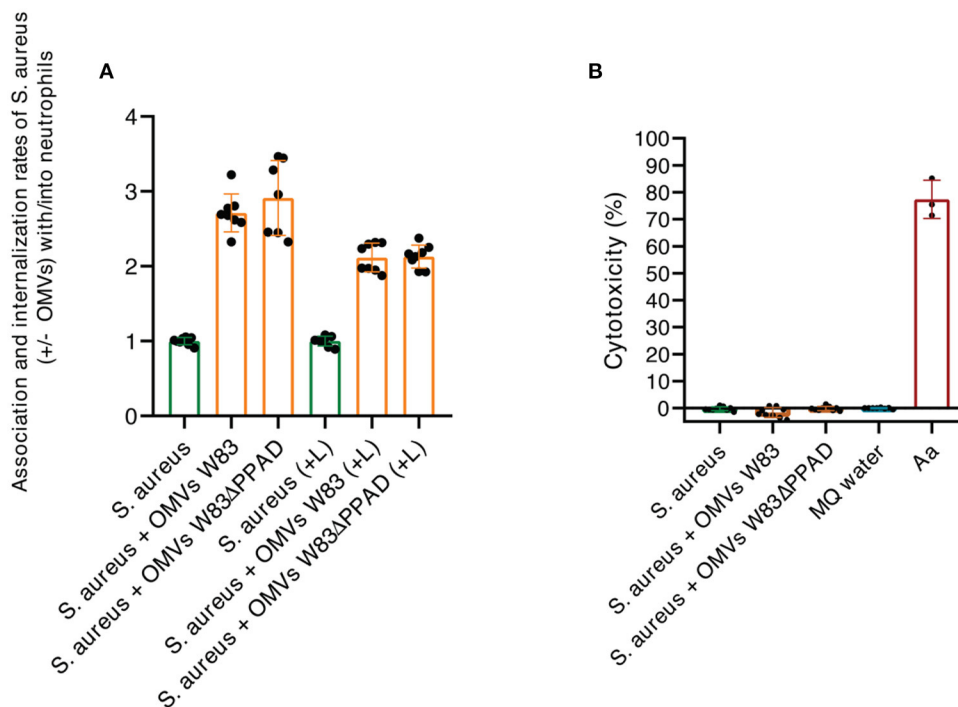 A
Association and internalization rates of S. aureus
(+/- OMVs) with/into neutrophils
4
3
2
1
0
S. aureus
S. aureus + OMVs W83
S. aureus + OMVs W83ΔPPAD
S. aureus (+L)
S. aureus + OMVs W83 (+L)
S. aureus + OMVs W83ΔPPAD (+L)
B
Cytotoxicity (%)
100
90
80
70
60
50
40
30
20
10
0
S. aureus
S. aureus + OMVs W83
S. aureus + OMVs W83ΔPPAD
MQ water
Aa